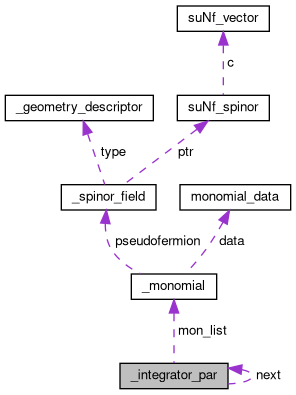 suNf_vector
c
_geometry_descriptor
suNf_spinor
type
ptr
_spinor_field
monomial_data
pseudofermion
data
_monomial
mon_list
_integrator_par
next